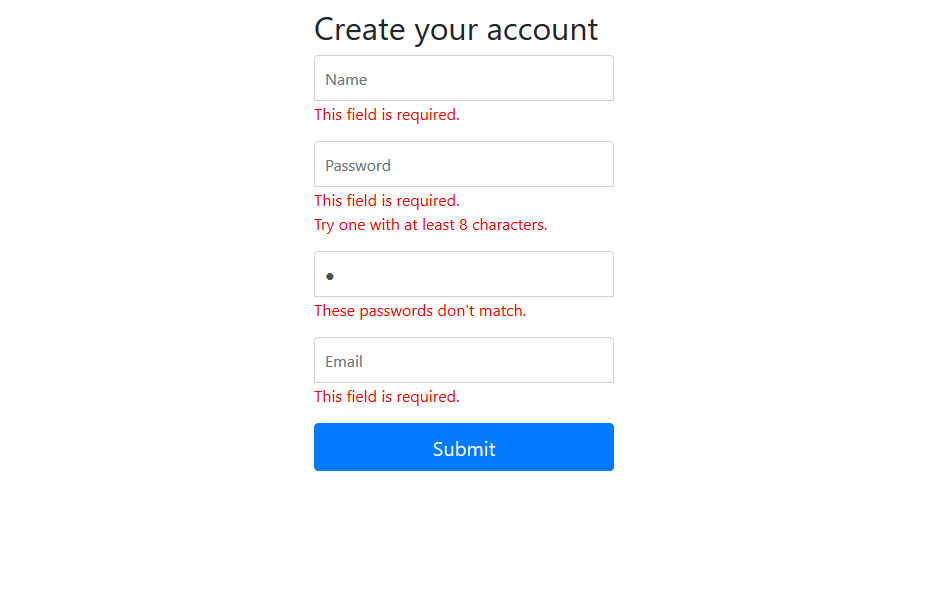 Create your account
Name
This field is required.
Password
This field is required.
Try one with at least 8 characters.
●
These passwords don't match.
Email
This field is required.
Submit